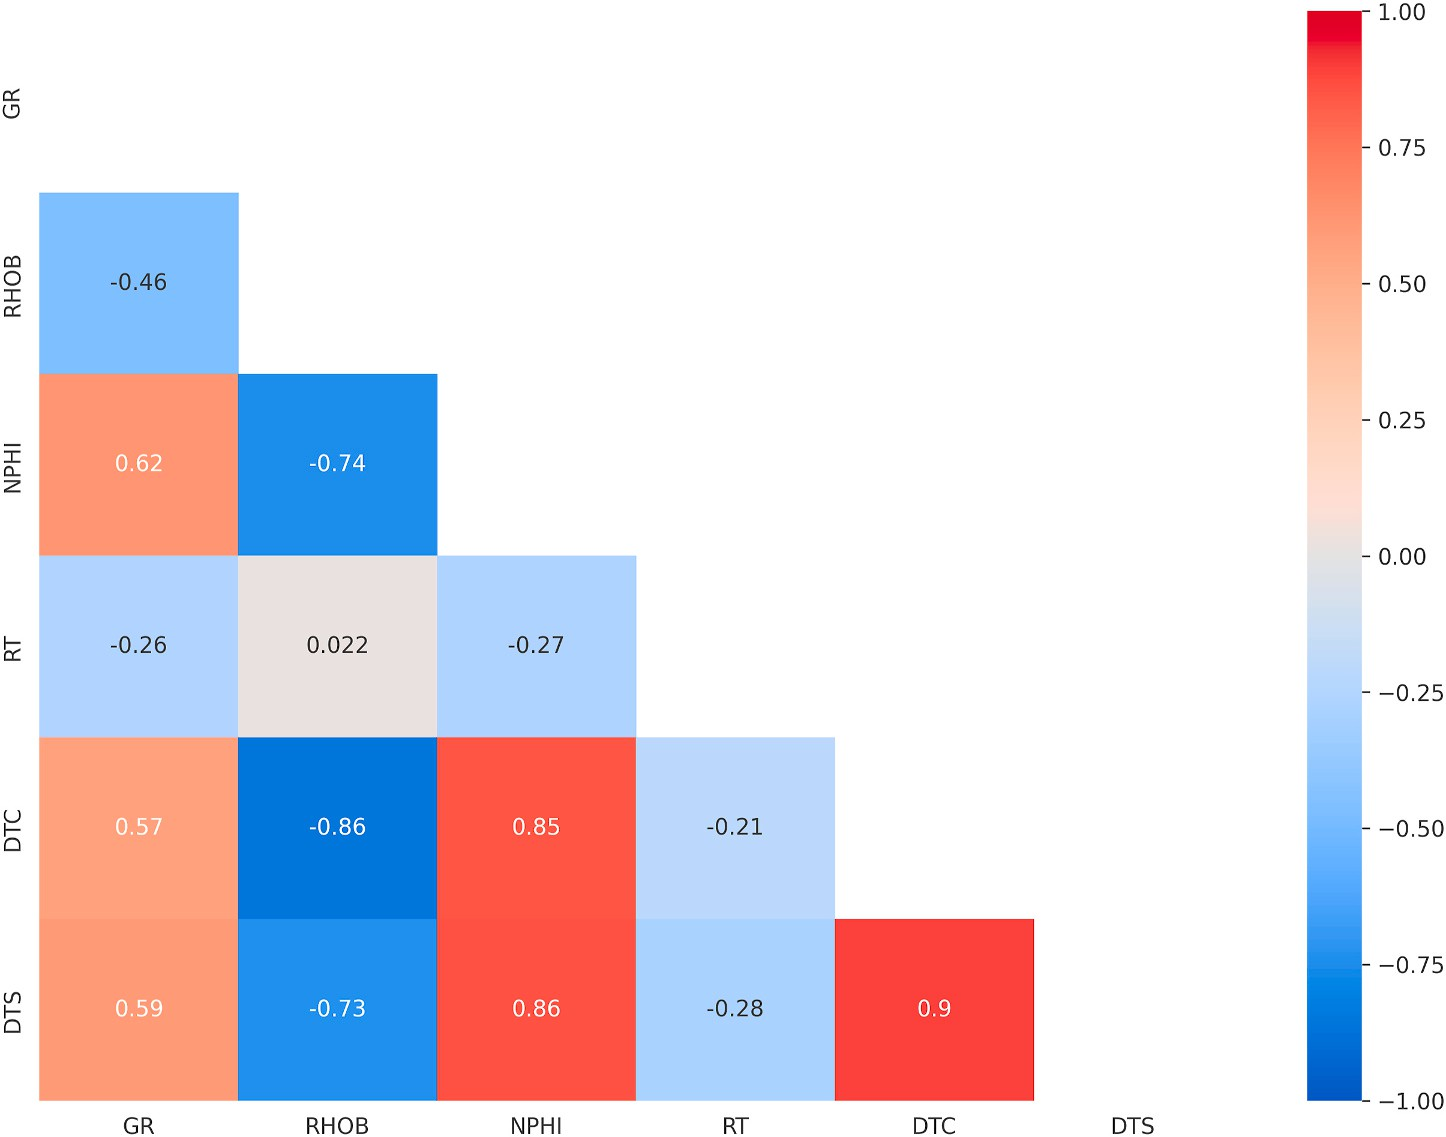 1.00
GR
0.75
RHOB
-0.46
0.50
0.25
NPHI
0.62 -0.74
0.00
RT
-0.26 0.022 -0.27
−0.25
DTC
0.57 -0.86 0.85 -0.21
−0.50
−0.75
DTS
0.59 -0.73 0.86 -0.28 0.9
−1.00
GR RHOB NPHI RT DTC DTS